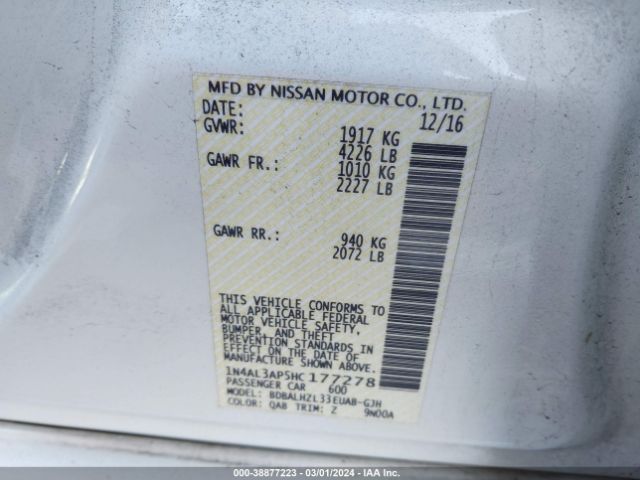 MFD BY NISSAN MOTOR CO., LTD.
DATE: 12/16
GVWR: 1917 KG
4226 LB
GAWR FR.: 1010 KG
2227 LB
GAWR RR.: 940 KG
2072 LB
THIS VEHICLE CONFORMS TO
ALL APPLICABLE FEDERAL
MOTOR VEHICLE SAFETY,
BUMPER, AND THEFT
PREVENTION STANDARDS IN
EFFECT ON THE DATE OF
MANUFACTURE SHOWN ABOVE.
1N4AL3AP5HC 177278
PASSENGER CAR 600
MODEL: BDBALHZL33EUAB-GJH
COLOR: QAB TRIM: Z 9N00A
000-38877223 - 03/01/2024 - IAA Inc.